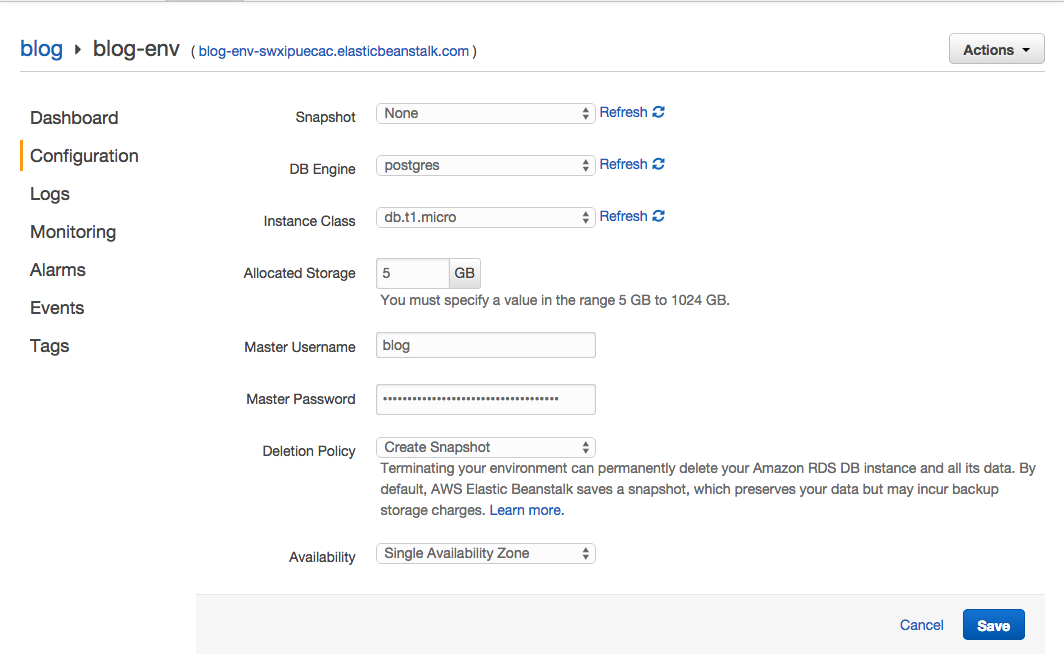 blog ▸ blog-env ( blog-env-swxipuecac.elasticbeanstalk.com )
Actions
Dashboard
Configuration
Logs
Monitoring
Alarms
Events
Tags
Snapshot None Refresh
DB Engine postgres Refresh
Instance Class db.t1.micro Refresh
Allocated Storage 5 GB
You must specify a value in the range 5 GB to 1024 GB.
Master Username blog
Master Password ••••••••••••••••••••••••••••••••••••
Deletion Policy Create Snapshot
Terminating your environment can permanently delete your Amazon RDS DB instance and all its data. By
default, AWS Elastic Beanstalk saves a snapshot, which preserves your data but may incur backup
storage charges. Learn more.
Availability Single Availability Zone
Cancel Save